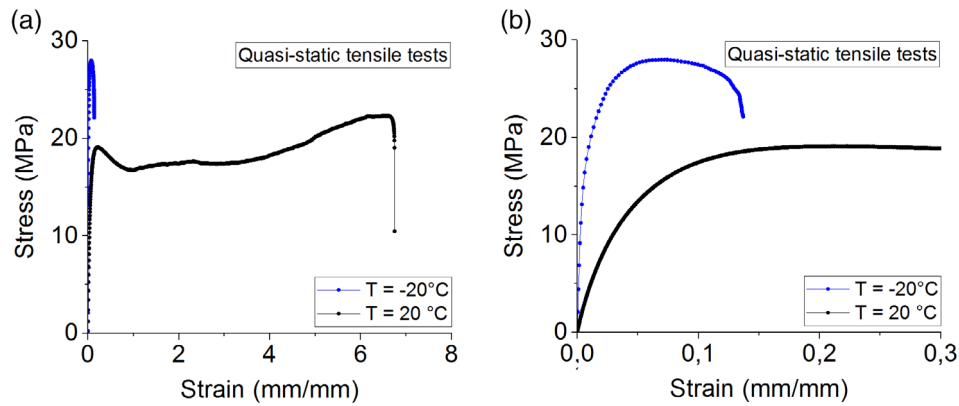 (a)
Quasi-static tensile tests
Stress (MPa)
30
20
10
0
T = -20°C
T = 20 °C
0 2 4 6 8
Strain (mm/mm)
(b)
Quasi-static tensile tests
Stress (MPa)
30
20
10
0
T = -20°C
T = 20 °C
0,0 0,1 0,2 0,3
Strain (mm/mm)